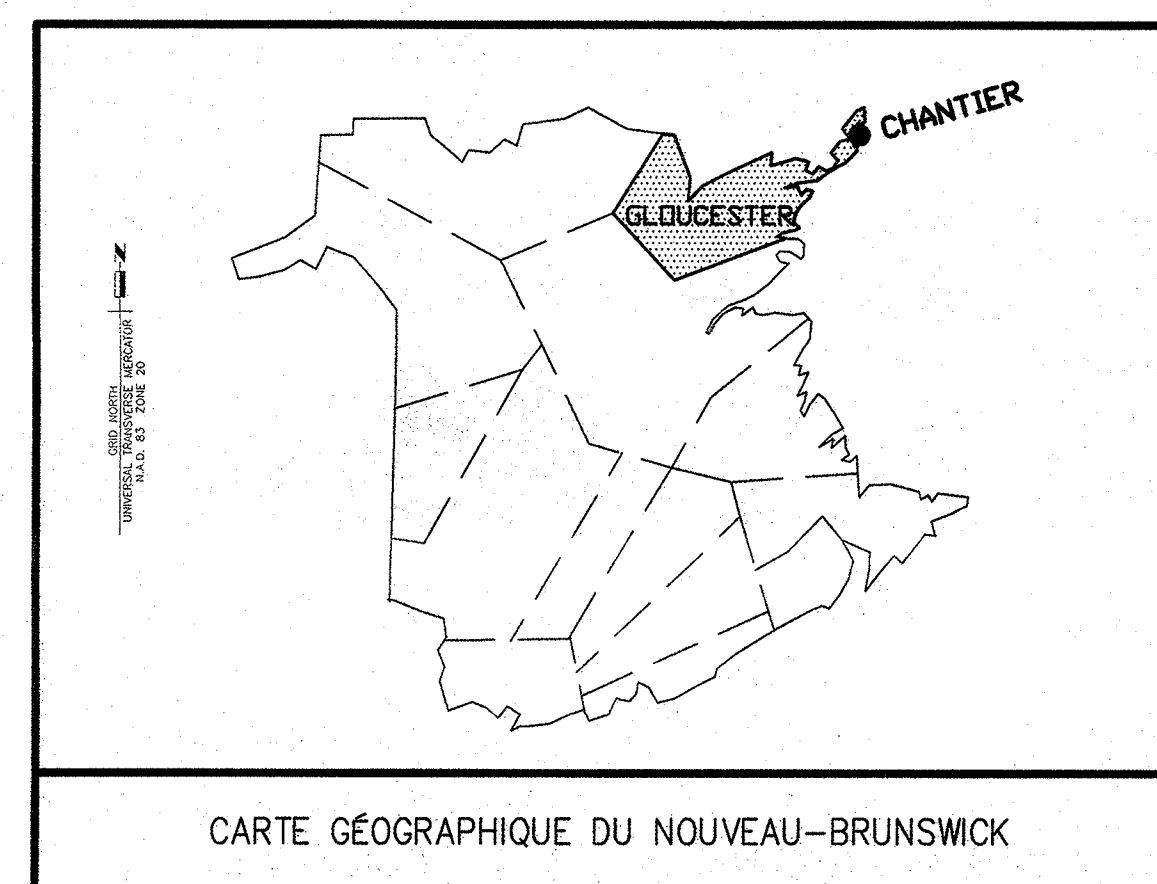 CHANTIER
GLOUCESTER
N
GRID NORTH
UNIVERSAL TRANSVERSE MERCATOR
N.A.D. 83 ZONE 20
CARTE GÉOGRAPHIQUE DU NOUVEAU-BRUNSWICK